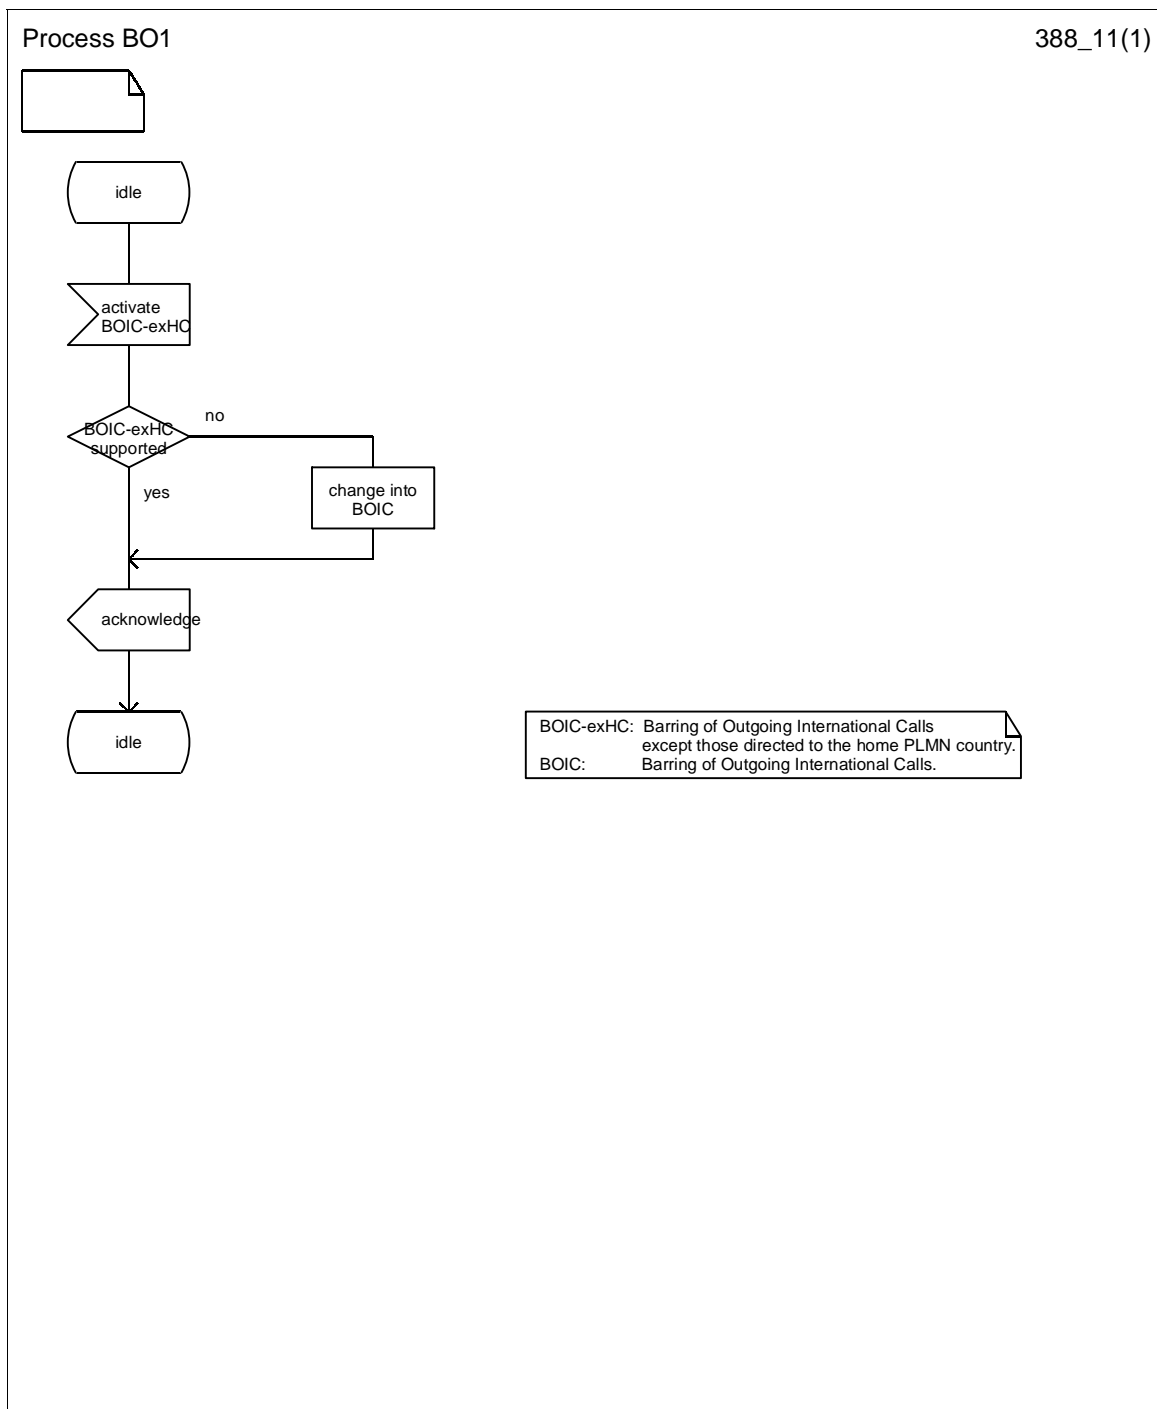 Process BO1
388_11(1)
idle
activate
BOIC-exHC
BOIC-exHC
supported
no
yes
change into
BOIC
acknowledge
idle
BOIC-exHC: Barring of Outgoing International Calls
except those directed to the home PLMN country.
BOIC: Barring of Outgoing International Calls.